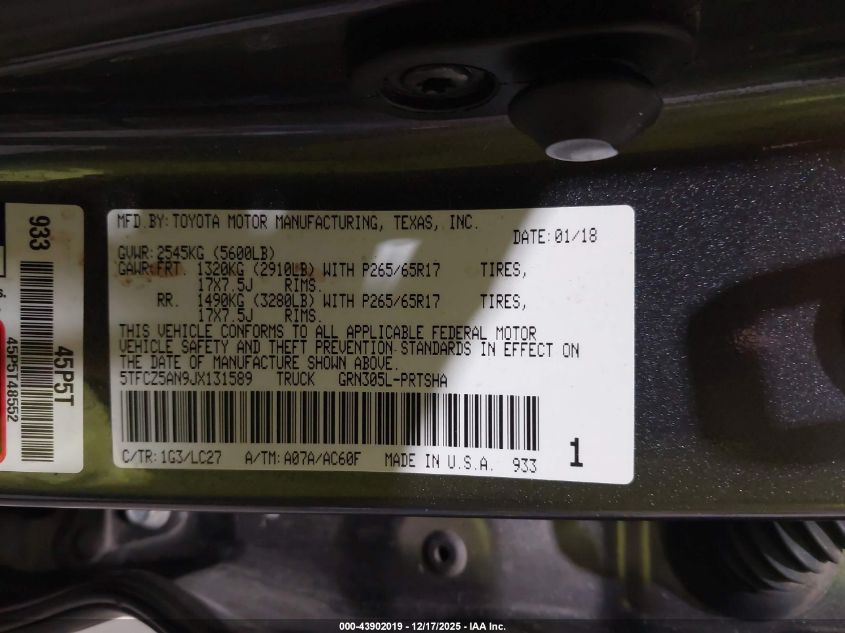 MFD BY: TOYOTA MOTOR MANUFACTURING, TEXAS, INC.
DATE: 01/18
GVWR: 2545KG (5600LB)
GAWR: FRT. 1320KG (2910LB) WITH P265/65R17 TIRES,
17X7.5J RIMS.
RR. 1490KG (3280LB) WITH P265/65R17 TIRES,
17X7.5J RIMS.
THIS VEHICLE CONFORMS TO ALL APPLICABLE FEDERAL MOTOR
VEHICLE SAFETY AND THEFT PREVENTION STANDARDS IN EFFECT ON
THE DATE OF MANUFACTURE SHOWN ABOVE.
5TFCZ5AN9JX131589 TRUCK GRN305L-PRTSHA
C/TR: 1G3/LC27 A/TM: A07A/AC60F MADE IN U.S.A. 933 1
933
45P5T
45P5T48552
000-43902019 - 12/17/2025 - IAA Inc.